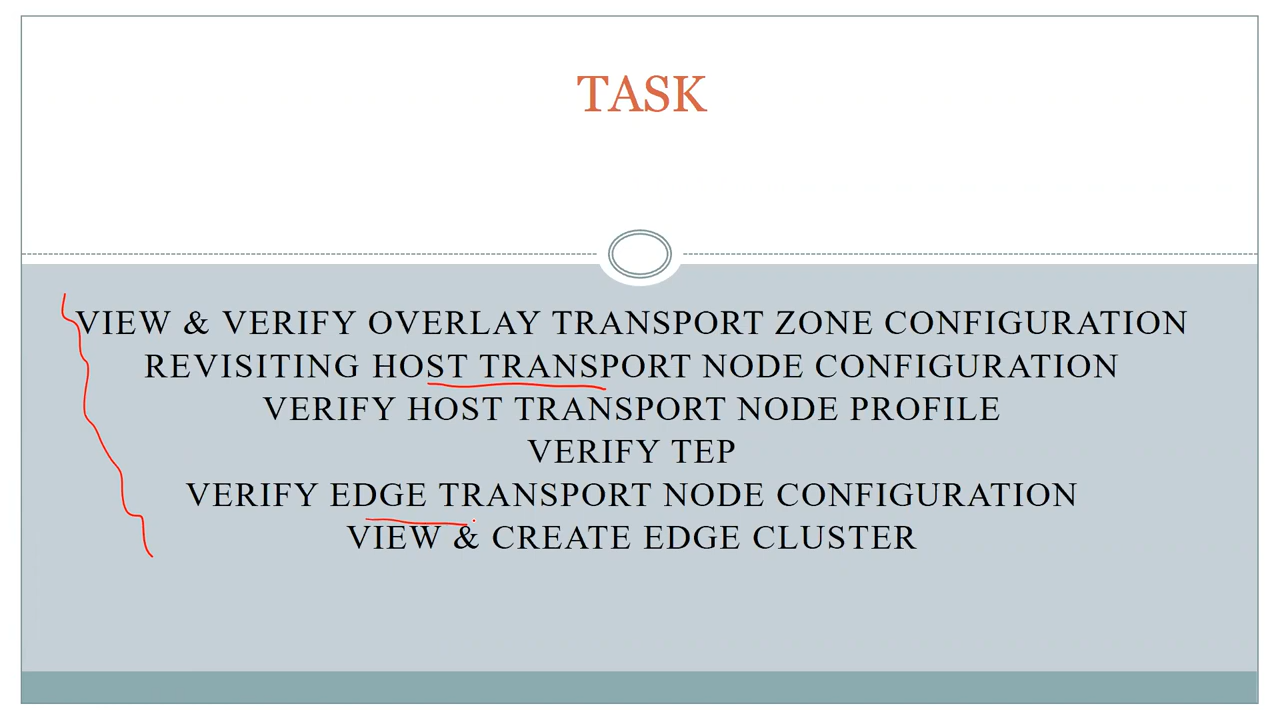 TASK
VIEW & VERIFY OVERLAY TRANSPORT ZONE CONFIGURATION
REVISITING HOST TRANSPORT NODE CONFIGURATION
VERIFY HOST TRANSPORT NODE PROFILE
VERIFY TEP
VERIFY EDGE TRANSPORT NODE CONFIGURATION
VIEW & CREATE EDGE CLUSTER